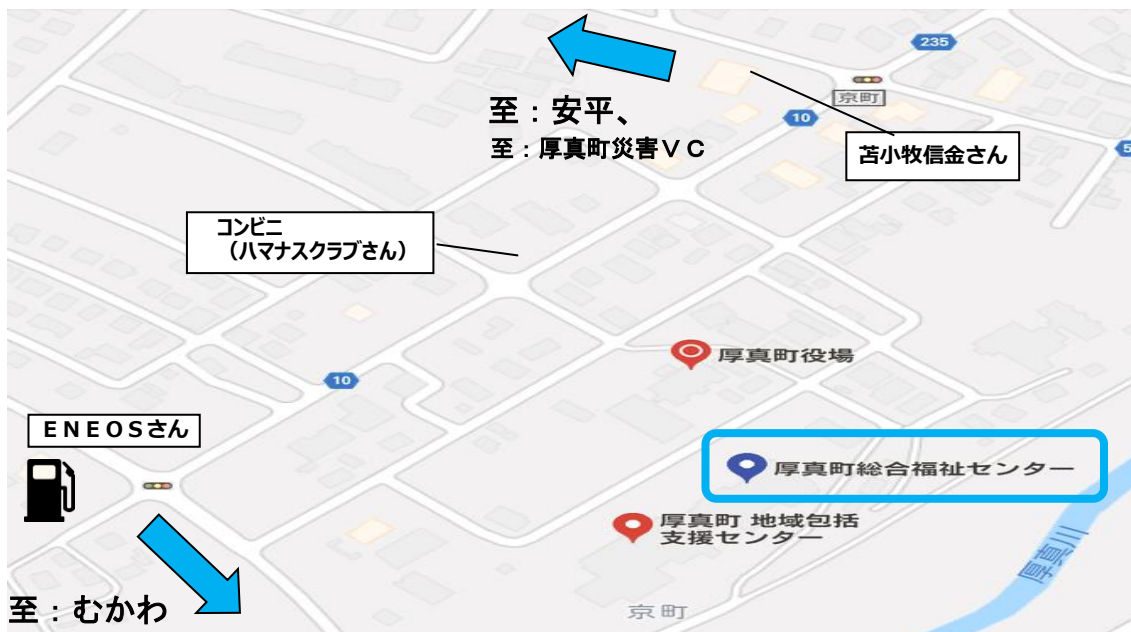 235
京町
10
至：安平、
至：厚真町災害ＶＣ
苫小牧信金さん
5
コンビニ
（ハマナスクラブさん）
厚真町役場
10
ＥＮＥＯＳさん
厚真町総合福祉センター
厚真町 地域包括
支援センター
厚真川
至：むかわ
京町